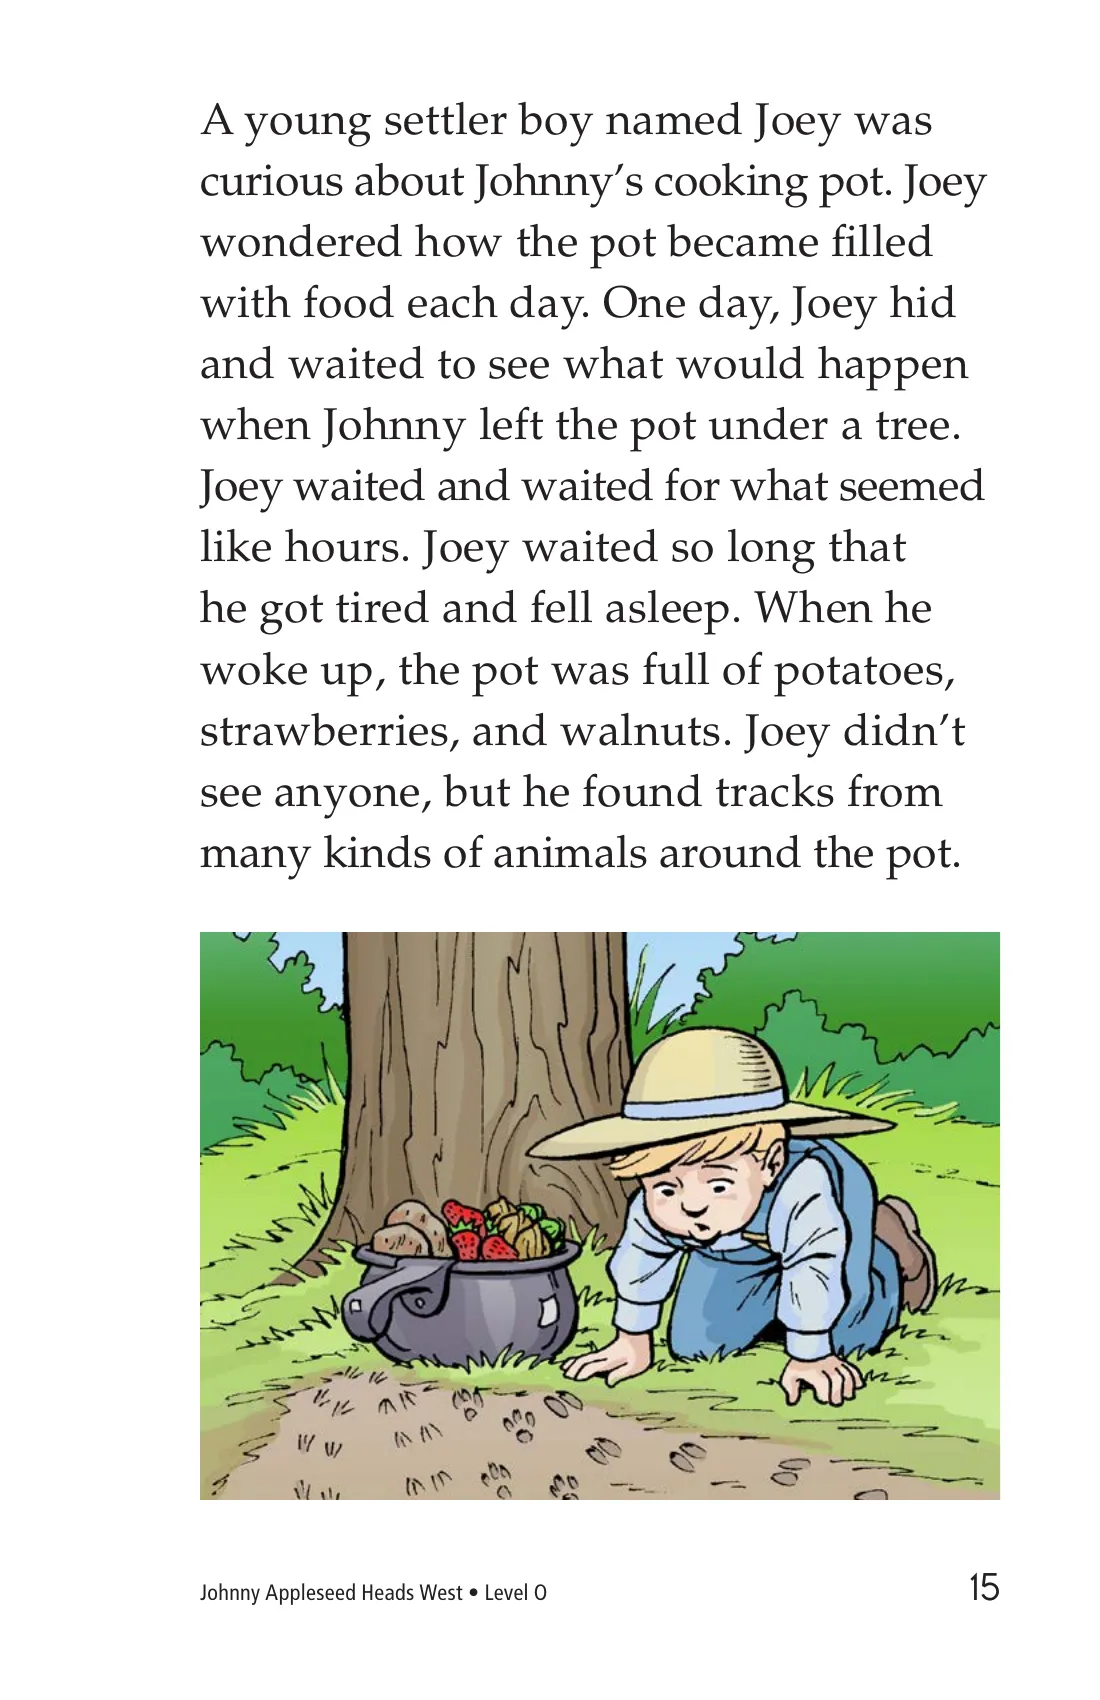 A young settler boy named Joey was
curious about Johnny’s cooking pot. Joey
wondered how the pot became filled
with food each day. One day, Joey hid
and waited to see what would happen
when Johnny left the pot under a tree.
Joey waited and waited for what seemed
like hours. Joey waited so long that
he got tired and fell asleep. When he
woke up, the pot was full of potatoes,
strawberries, and walnuts. Joey didn’t
see anyone, but he found tracks from
many kinds of animals around the pot.
Johnny Appleseed Heads West • Level O
15